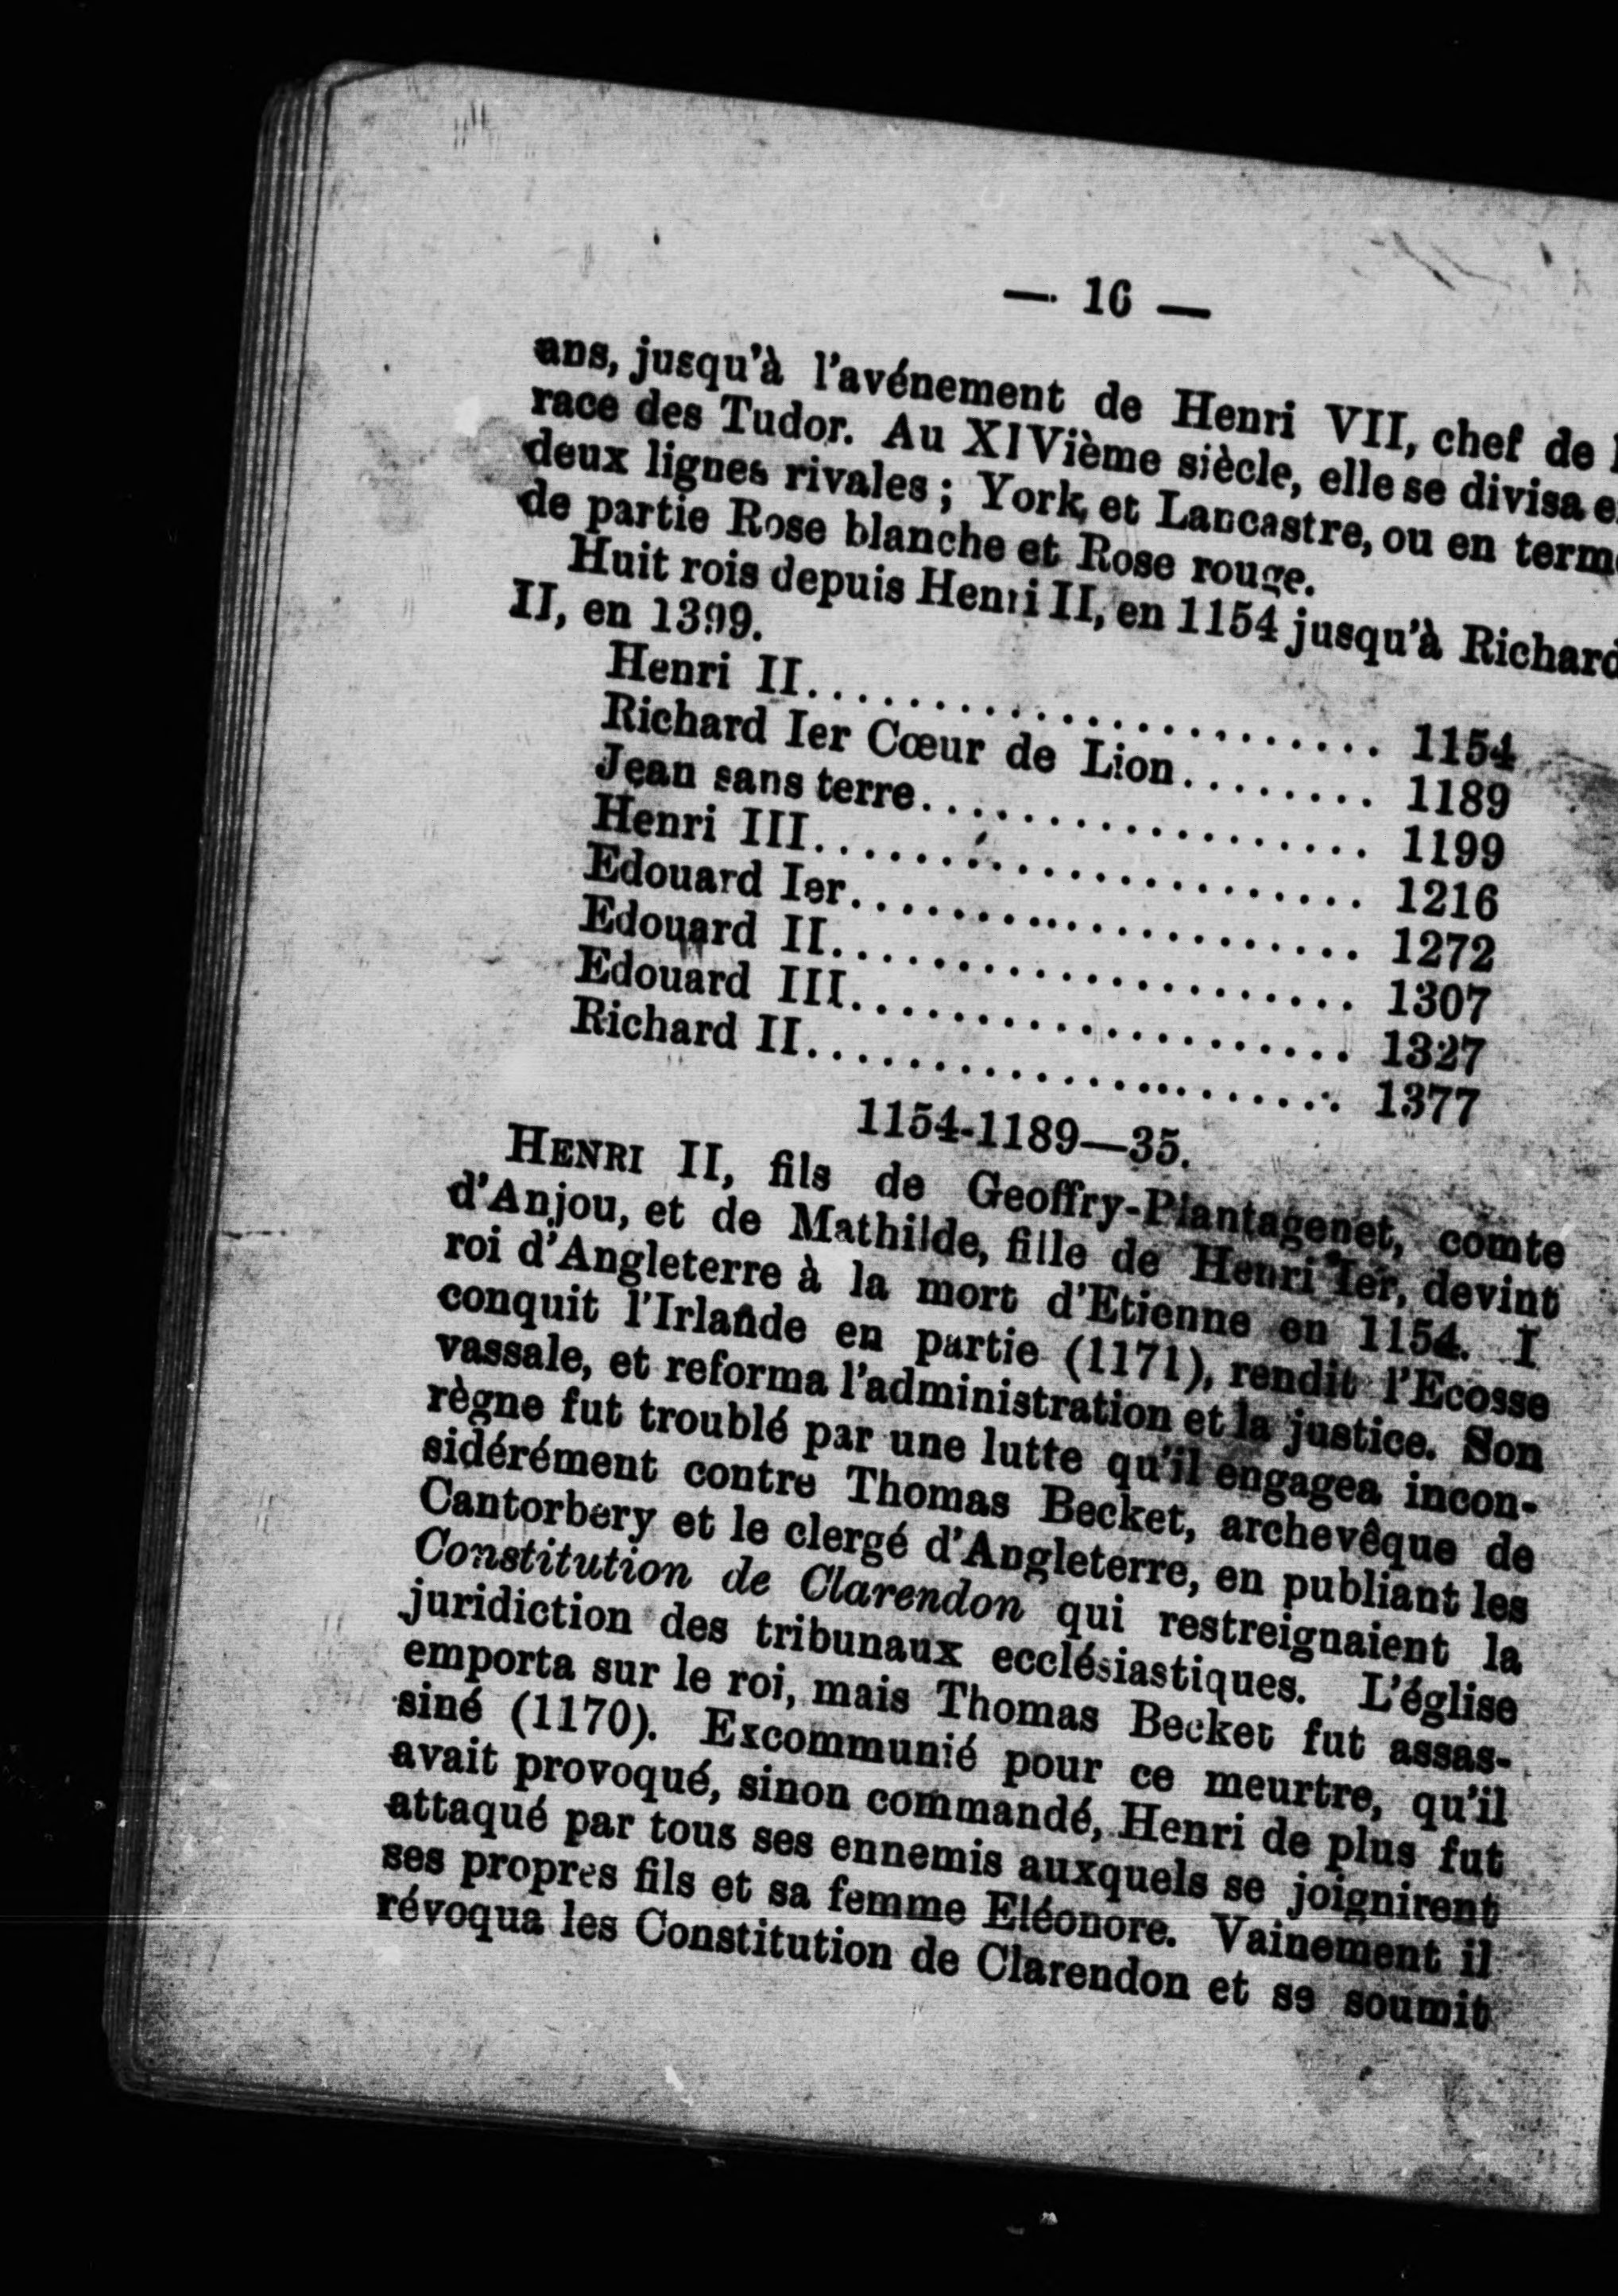 — 16 —
ans, jusqu'à l'avénement de Henri VII, chef de
race des Tudor. Au XIVième siècle, elle se divisa
deux lignes rivales ; York, et Lancastre, ou en
de partie Rose blanche et Rose rouge.
Huit rois depuis Henri II, en 1154 jusqu'à Richard
II, en 1399.
Henri II........................ 1154
Richard Ier Cœur de Lion........ 1189
Jean sans terre.................. 1199
Henri III....................... 1216
Edouard Ier..................... 1272
Edouard II...................... 1307
Edouard III..................... 1327
Richard II...................... 1377
1154-1189—35.
HENRI II, fils de Geoffry-Plantagenet, comte
d'Anjou, et de Mathilde, fille de Henri Ier, devint
roi d'Angleterre à la mort d'Etienne en 1154. I
conquit l'Irlande en partie (1171), rendit l'Ecosse
vassale, et reforma l'administration et la justice. Son
règne fut troublé par une lutte qu'il engagea incon-
sidérément contre Thomas Becket, archevêque de
Cantorbery et le clergé d'Angleterre, en publiant les
Constitution de Clarendon qui restreignaient la
juridiction des tribunaux ecclésiastiques. L'église
emporta sur le roi, mais Thomas Becket fut assas-
siné (1170). Excommunié pour ce meurtre, qu'il
avait provoqué, sinon commandé, Henri de plus fut
attaqué par tous ses ennemis auxquels se joignirent
ses propres fils et sa femme Eléonore. Vainement il
révoqua les Constitution de Clarendon et se soumit